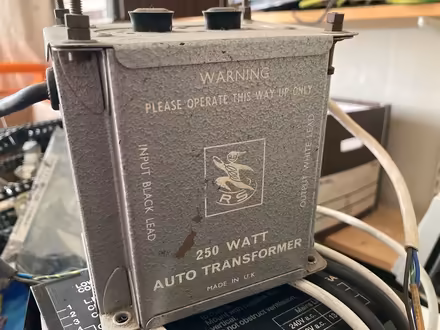 WARNING
PLEASE OPERATE THIS WAY UP ONLY
INPUT BLACK LEAD
OUTPUT WHITE LEAD
RS
250 WATT
AUTO TRANSFORMER
MADE IN U.K
240V a.c
240V a.c